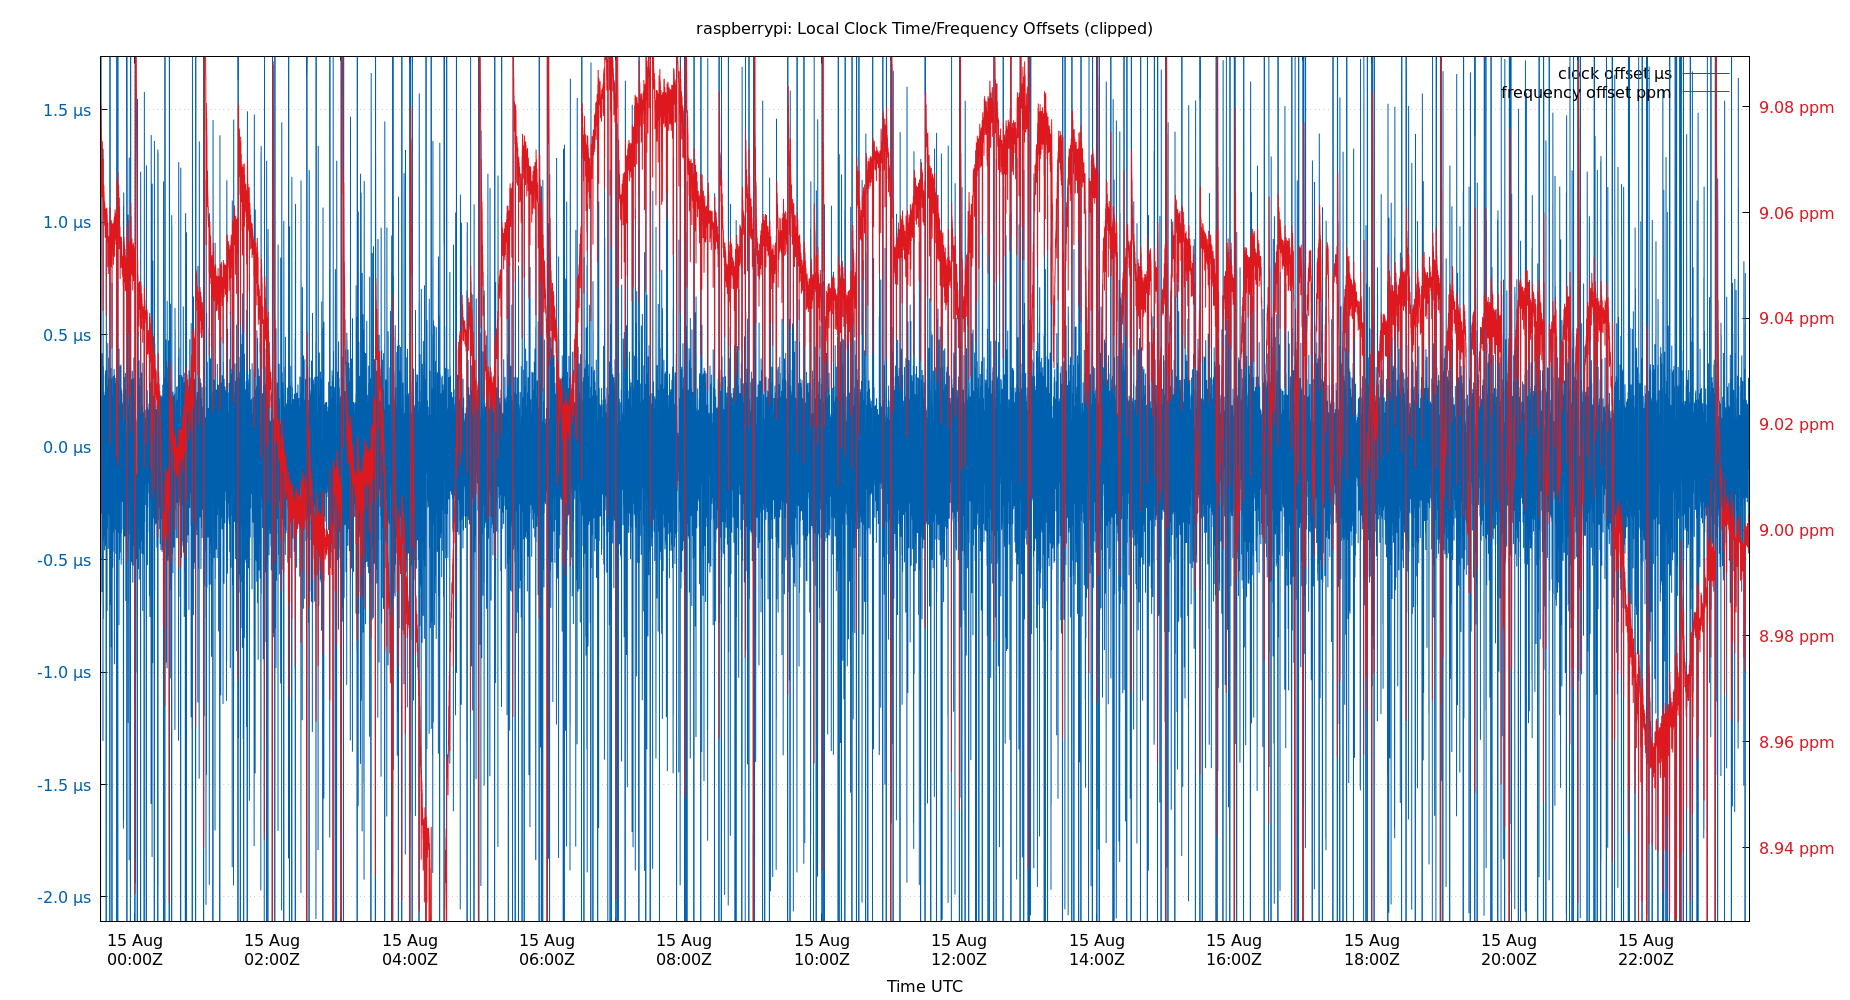 raspberrypi: Local Clock Time/Frequency Offsets (clipped)
clock offset µs
frequency offset ppm
1.5 µs
1.0 µs
0.5 µs
0.0 µs
-0.5 µs
-1.0 µs
-1.5 µs
-2.0 µs
9.08 ppm
9.06 ppm
9.04 ppm
9.02 ppm
9.00 ppm
8.98 ppm
8.96 ppm
8.94 ppm
15 Aug 15 Aug 15 Aug 15 Aug 15 Aug 15 Aug 15 Aug 15 Aug 15 Aug 15 Aug 15 Aug 15 Aug
00:00Z 02:00Z 04:00Z 06:00Z 08:00Z 10:00Z 12:00Z 14:00Z 16:00Z 18:00Z 20:00Z 22:00Z
Time UTC